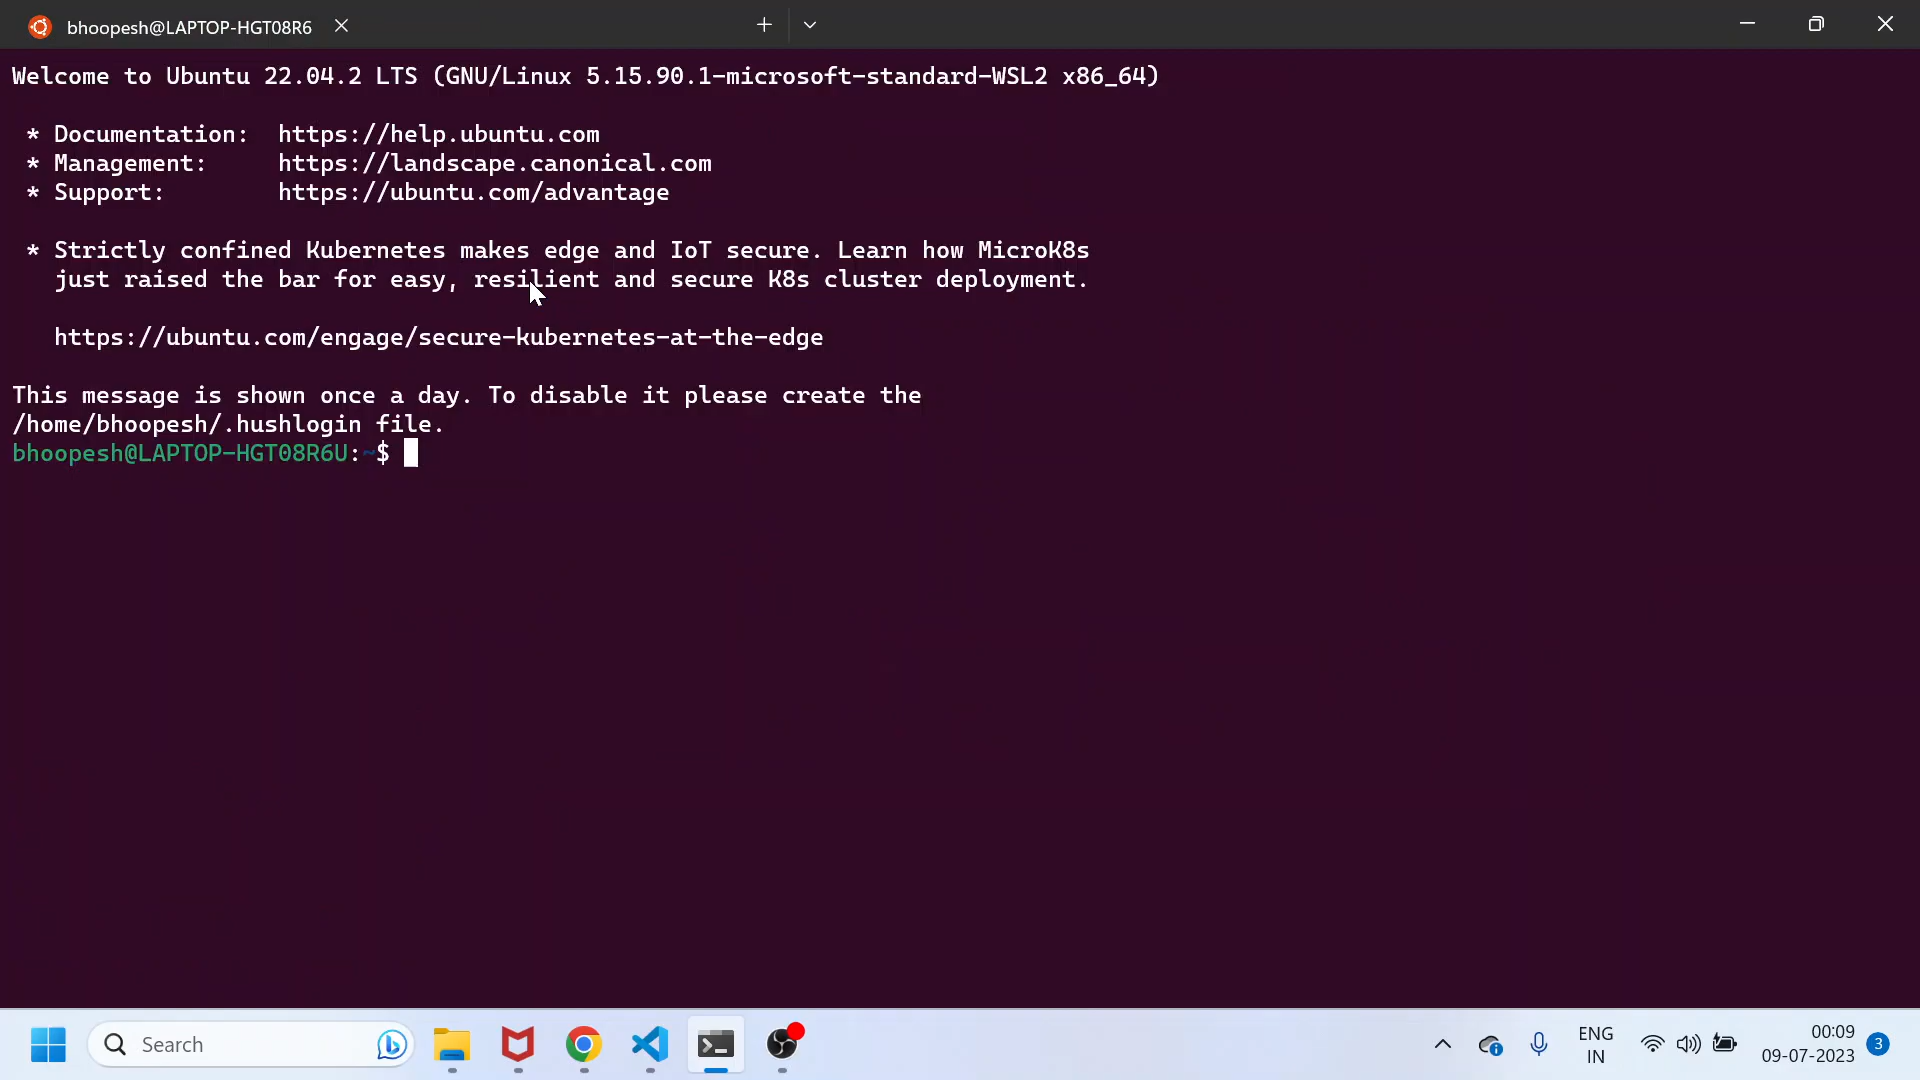 bhoopesh@LAPTOP-HGT08R6
Welcome to Ubuntu 22.04.2 LTS (GNU/Linux 5.15.90.1-microsoft-standard-WSL2 x86_64)
* Documentation:  https://help.ubuntu.com
* Management:     https://landscape.canonical.com
* Support:        https://ubuntu.com/advantage
* Strictly confined Kubernetes makes edge and IoT secure. Learn how MicroK8s
just raised the bar for easy, resilient and secure K8s cluster deployment.
https://ubuntu.com/engage/secure-kubernetes-at-the-edge
This message is shown once a day. To disable it please create the
/home/bhoopesh/.hushlogin file.
bhoopesh@LAPTOP-HGT08R6U:~$
Search
ENG
IN
00:09
09-07-2023
3